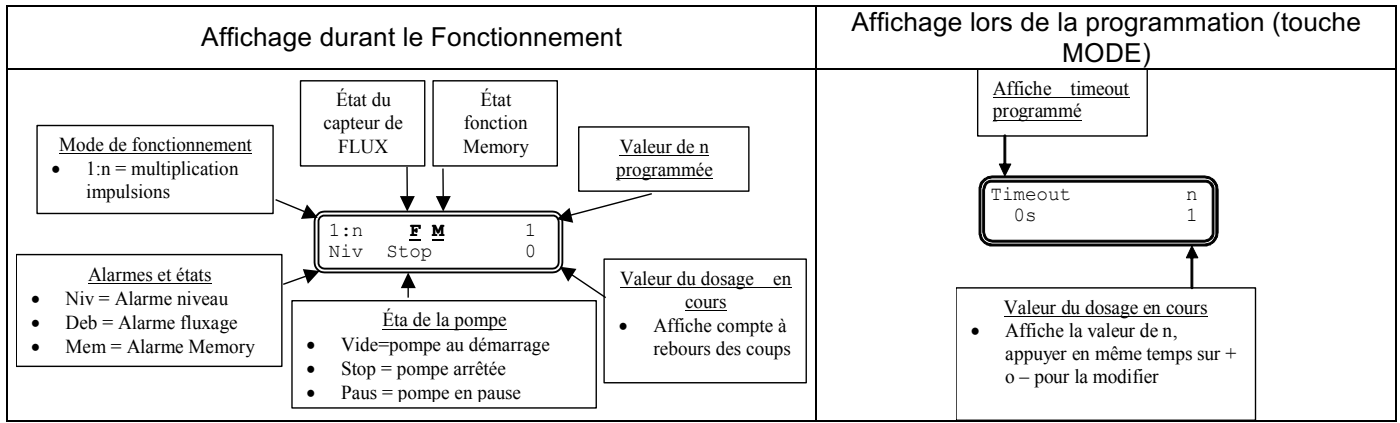 Affichage durant le Fonctionnement
Affichage lors de la programmation (touche
MODE)
État du
capteur de
FLUX
État
fonction
Memory
Mode de fonctionnement
• 1:n = multiplication
impulsions
Valeur de n
programmée
1:n F M 1
Niv Stop 0
Alarmes et états
• Niv = Alarme niveau
• Deb = Alarme fluxage
• Mem = Alarme Memory
Éta de la pompe
• Vide=pompe au démarrage
• Stop = pompe arrêtée
• Paus = pompe en pause
Valeur du dosage en
cours
• Affiche compte à
rebours des coups
Affiche timeout
programmé
Timeout n
0s 1
Valeur du dosage en cours
• Affiche la valeur de n,
appuyer en même temps sur +
o – pour la modifier